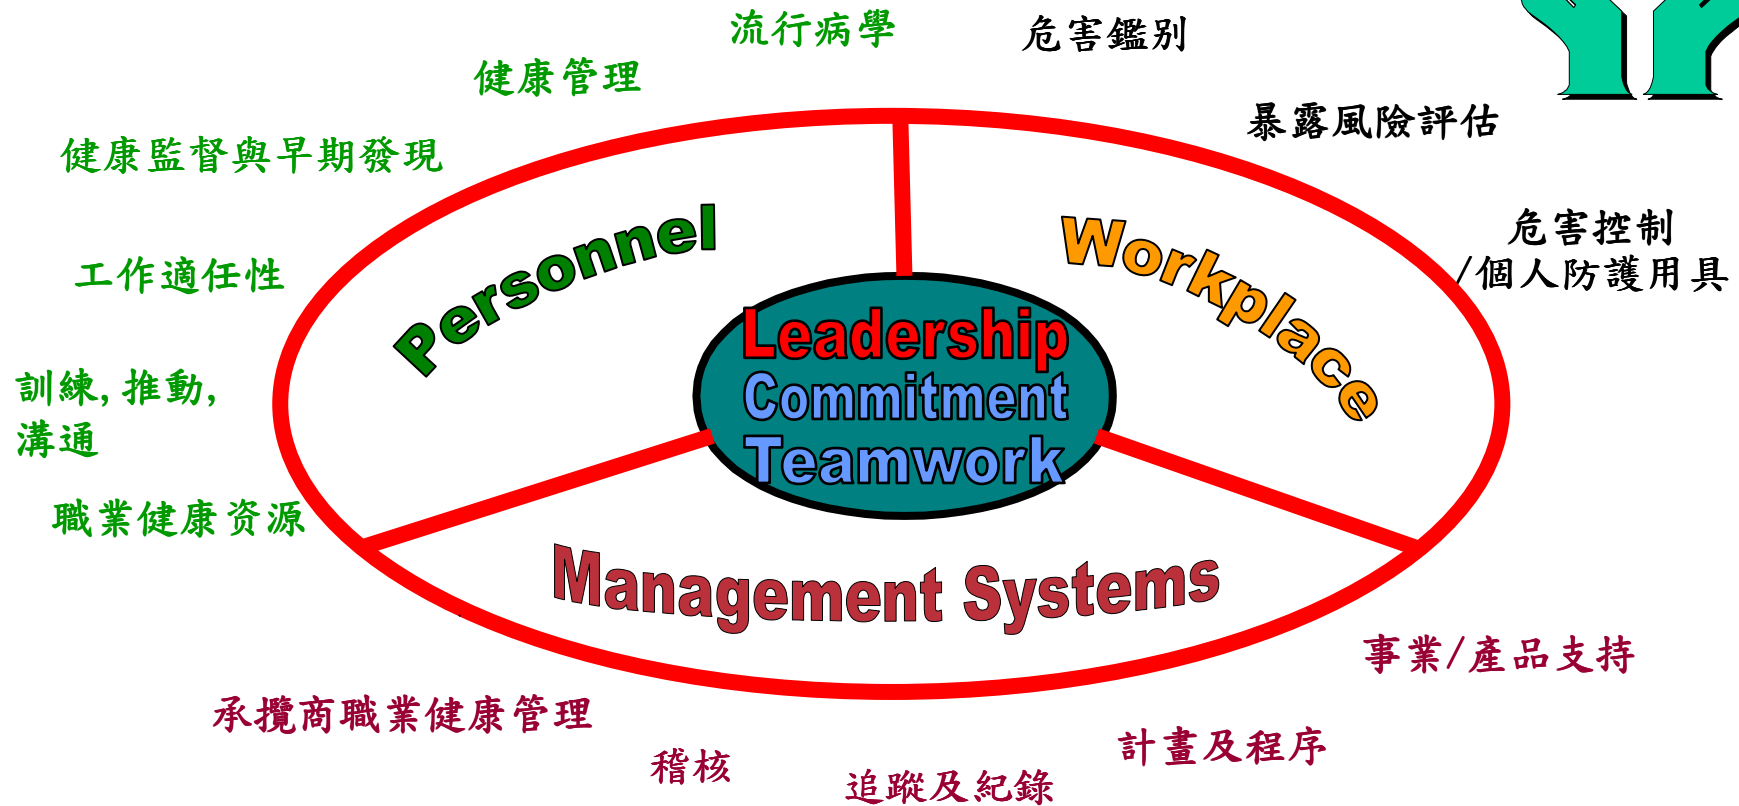 流行病學
危害鑑別
健康管理
暴露風險評估
健康監督與早期發現
危害控制
/個人防護用具
工作適任性
Personnel
Workplace
Leadership
Commitment
Teamwork
訓練,推動,
溝通
職業健康资源
Management Systems
事業/產品支持
承攬商職業健康管理
計畫及程序
稽核
追蹤及紀錄